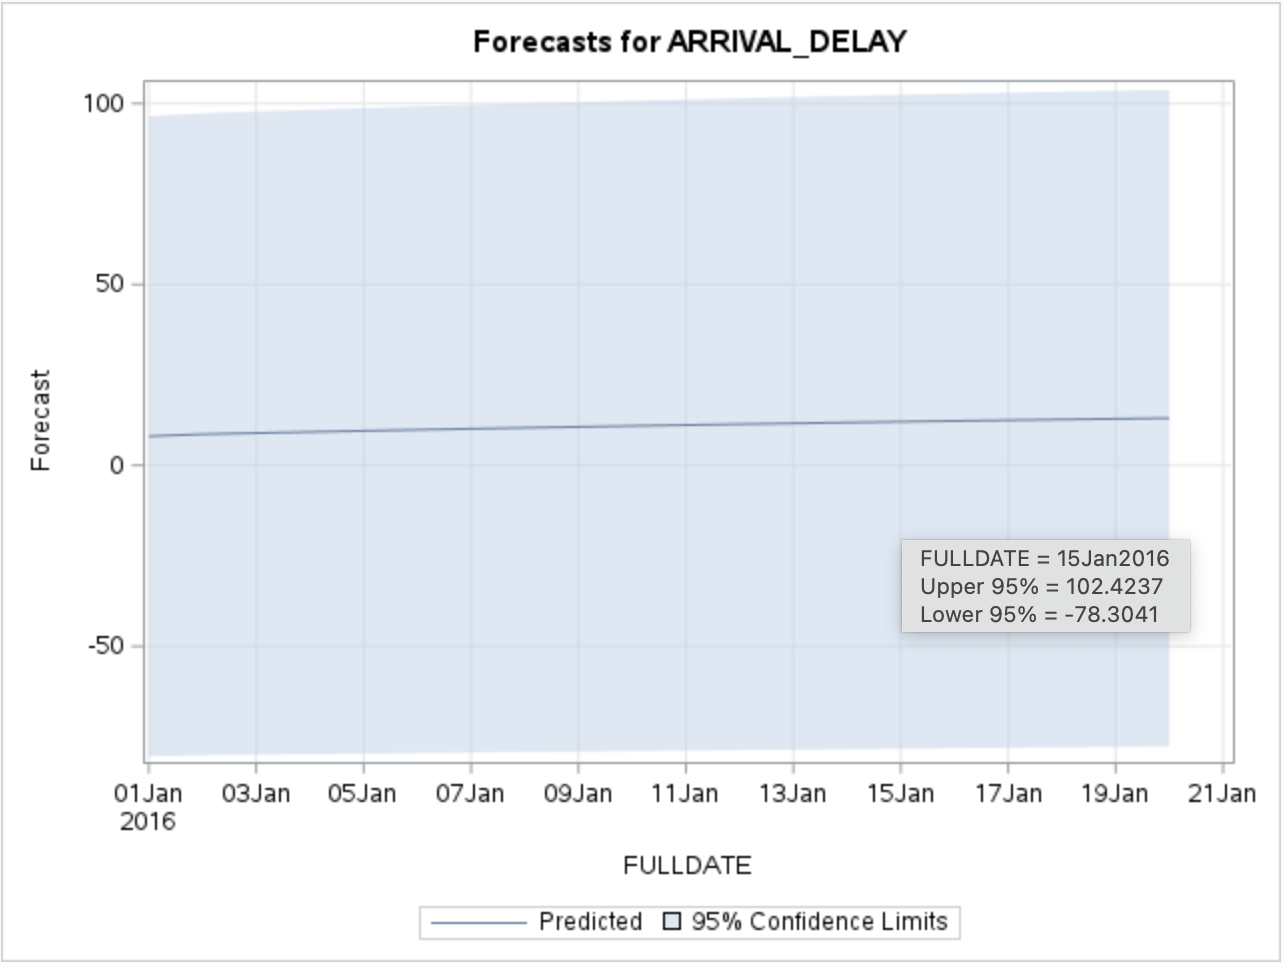 Forecasts for ARRIVAL_DELAY
100
50
0
-50
Forecast
FULLDATE = 15Jan2016
Upper 95% = 102.4237
Lower 95% = -78.3041
01Jan 03Jan 05Jan 07Jan 09Jan 11Jan 13Jan 15Jan 17Jan 19Jan 21Jan
2016
FULLDATE
Predicted 95% Confidence Limits